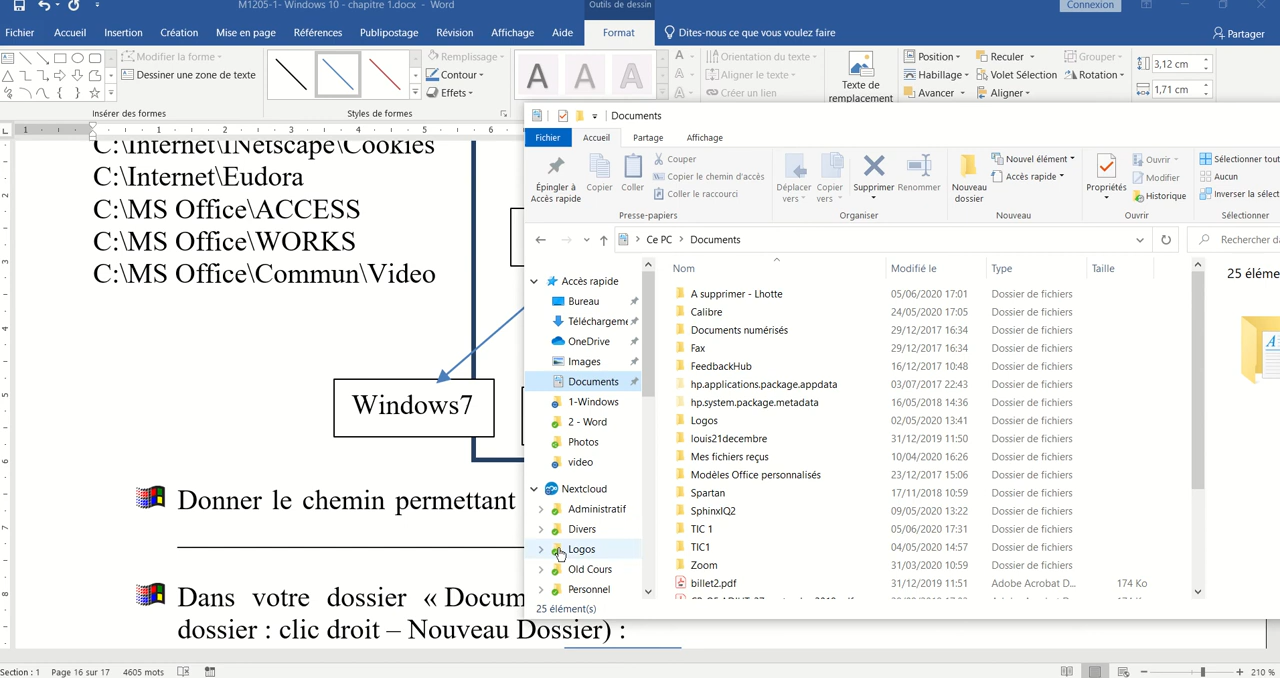 M1205-1- Windows 10 - chapitre 1.docx - Word
Outils de dessin
Connexion
Fichier Accueil Insertion Création Mise en page Références Publipostage Révision Affichage Aide Format Dites-nous ce que vous voulez faire Partager
Modifier la forme
Dessiner une zone de texte
Insérer des formes
Remplissage
Contour
Effets
Styles de formes
A A A
Orientation du texte
Aligner le texte
Créer un lien
Texte de
remplacement
Position
Habillage
Avancer
Reculer
Volet Sélection
Aligner
Grouper
Rotation
3,12 cm
1,71 cm
1 1 2 3 4 5 6
C:\Internet\INetscape\Cookies
C:\Internet\Eudora
C:\MS Office\ACCESS
C:\MS Office\WORKS
C:\MS Office\Commun\Video
Windows7
Donner le chemin permettant
Dans votre dossier « Docum
dossier : clic droit – Nouveau Dossier) :
Documents
Fichier Accueil Partage Affichage
Épingler à
Accès rapide
Copier
Coller
Couper
Copier le chemin d'accès
Coller le raccourci
Presse-papiers
Déplacer
vers
Copier
vers
Supprimer
Renommer
Organiser
Nouveau
dossier
Nouvel élément
Accès rapide
Nouveau
Propriétés
Ouvrir
Modifier
Historique
Ouvrir
Sélectionner tout
Aucun
Inverser la sélect
Sélectionner
Ce PC > Documents
Rechercher da
Accès rapide
Bureau
Téléchargeme
OneDrive
Images
Documents
1-Windows
2 - Word
Photos
video
Nextcloud
Administratif
Divers
Logos
Old Cours
Personnel
Nom Modifié le Type Taille
A supprimer - Lhotte 05/06/2020 17:01 Dossier de fichiers
Calibre 24/05/2020 17:05 Dossier de fichiers
Documents numérisés 29/12/2017 16:34 Dossier de fichiers
Fax 29/12/2017 16:34 Dossier de fichiers
FeedbackHub 16/12/2017 10:48 Dossier de fichiers
hp.applications.package.appdata 03/07/2017 22:43 Dossier de fichiers
hp.system.package.metadata 16/05/2018 14:36 Dossier de fichiers
Logos 02/05/2020 13:41 Dossier de fichiers
louis21decembre 31/12/2019 11:50 Dossier de fichiers
Mes fichiers reçus 10/04/2020 16:26 Dossier de fichiers
Modèles Office personnalisés 23/12/2017 15:06 Dossier de fichiers
Spartan 17/11/2018 10:59 Dossier de fichiers
SphinxIQ2 09/05/2020 13:22 Dossier de fichiers
TIC 1 05/06/2020 17:31 Dossier de fichiers
TIC1 04/05/2020 14:57 Dossier de fichiers
Zoom 31/03/2020 10:59 Dossier de fichiers
billet2.pdf 31/12/2019 11:51 Adobe Acrobat D... 174 Ko
25 éléme
25 élément(s)
Section : 1 Page 16 sur 17 4605 mots
210 %